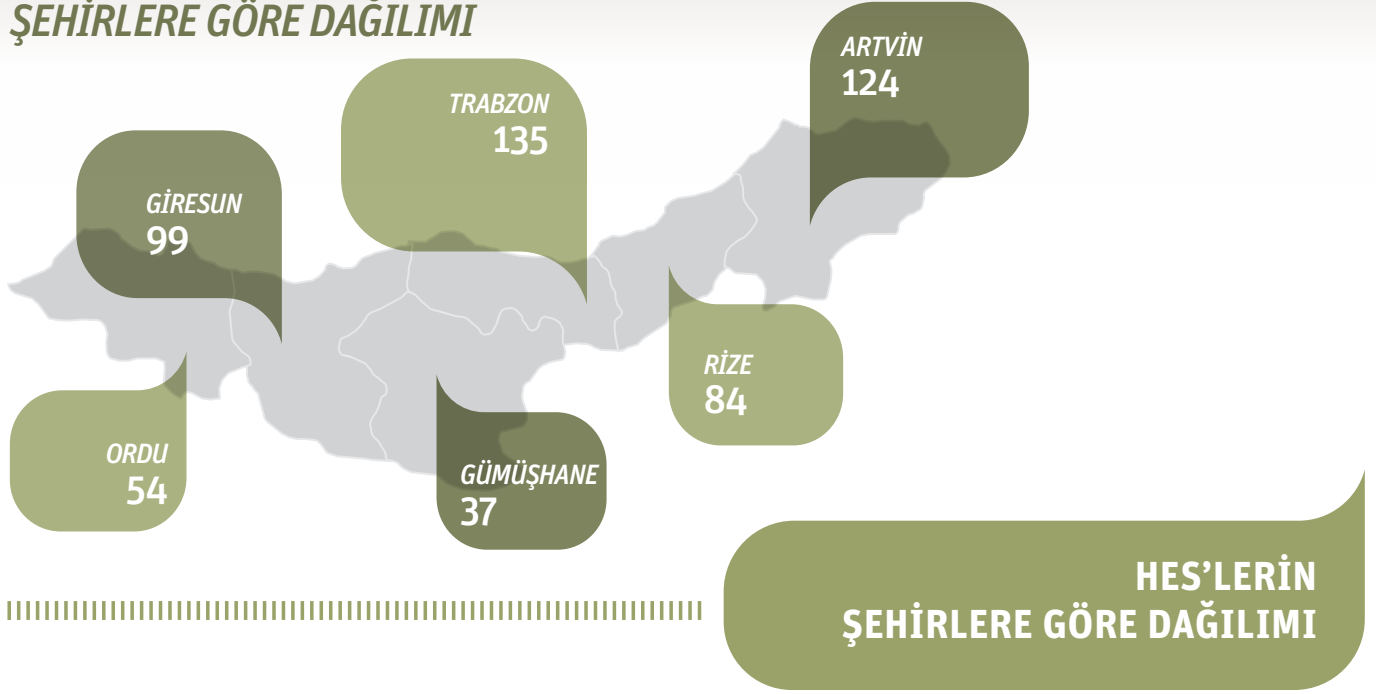 ŞEHİRLERE GÖRE DAĞILIMI
ARTVİN
124
TRABZON
135
GİRESUN
99
RİZE
84
ORDU
54
GÜMÜŞHANE
37
HES’LERİN
ŞEHİRLERE GÖRE DAĞILIMI